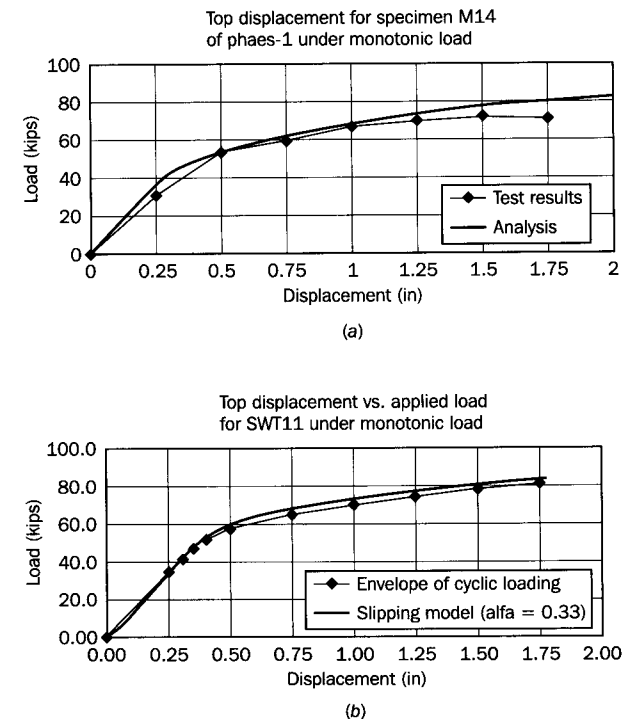 Top displacement for specimen M14
of phaes-1 under monotonic load
100
80
60
40
20
0
Load (kips)
0 0.25 0.5 0.75 1 1.25 1.5 1.75 2
Displacement (in)
Test results
Analysis
(a)
Top displacement vs. applied load
for SWT11 under monotonic load
100.0
80.0
60.0
40.0
20.0
0.00
Load (kips)
0.00 0.25 0.50 0.75 1.00 1.25 1.50 1.75 2.00
Displacement (in)
Envelope of cyclic loading
Slipping model (alfa = 0.33)
(b)